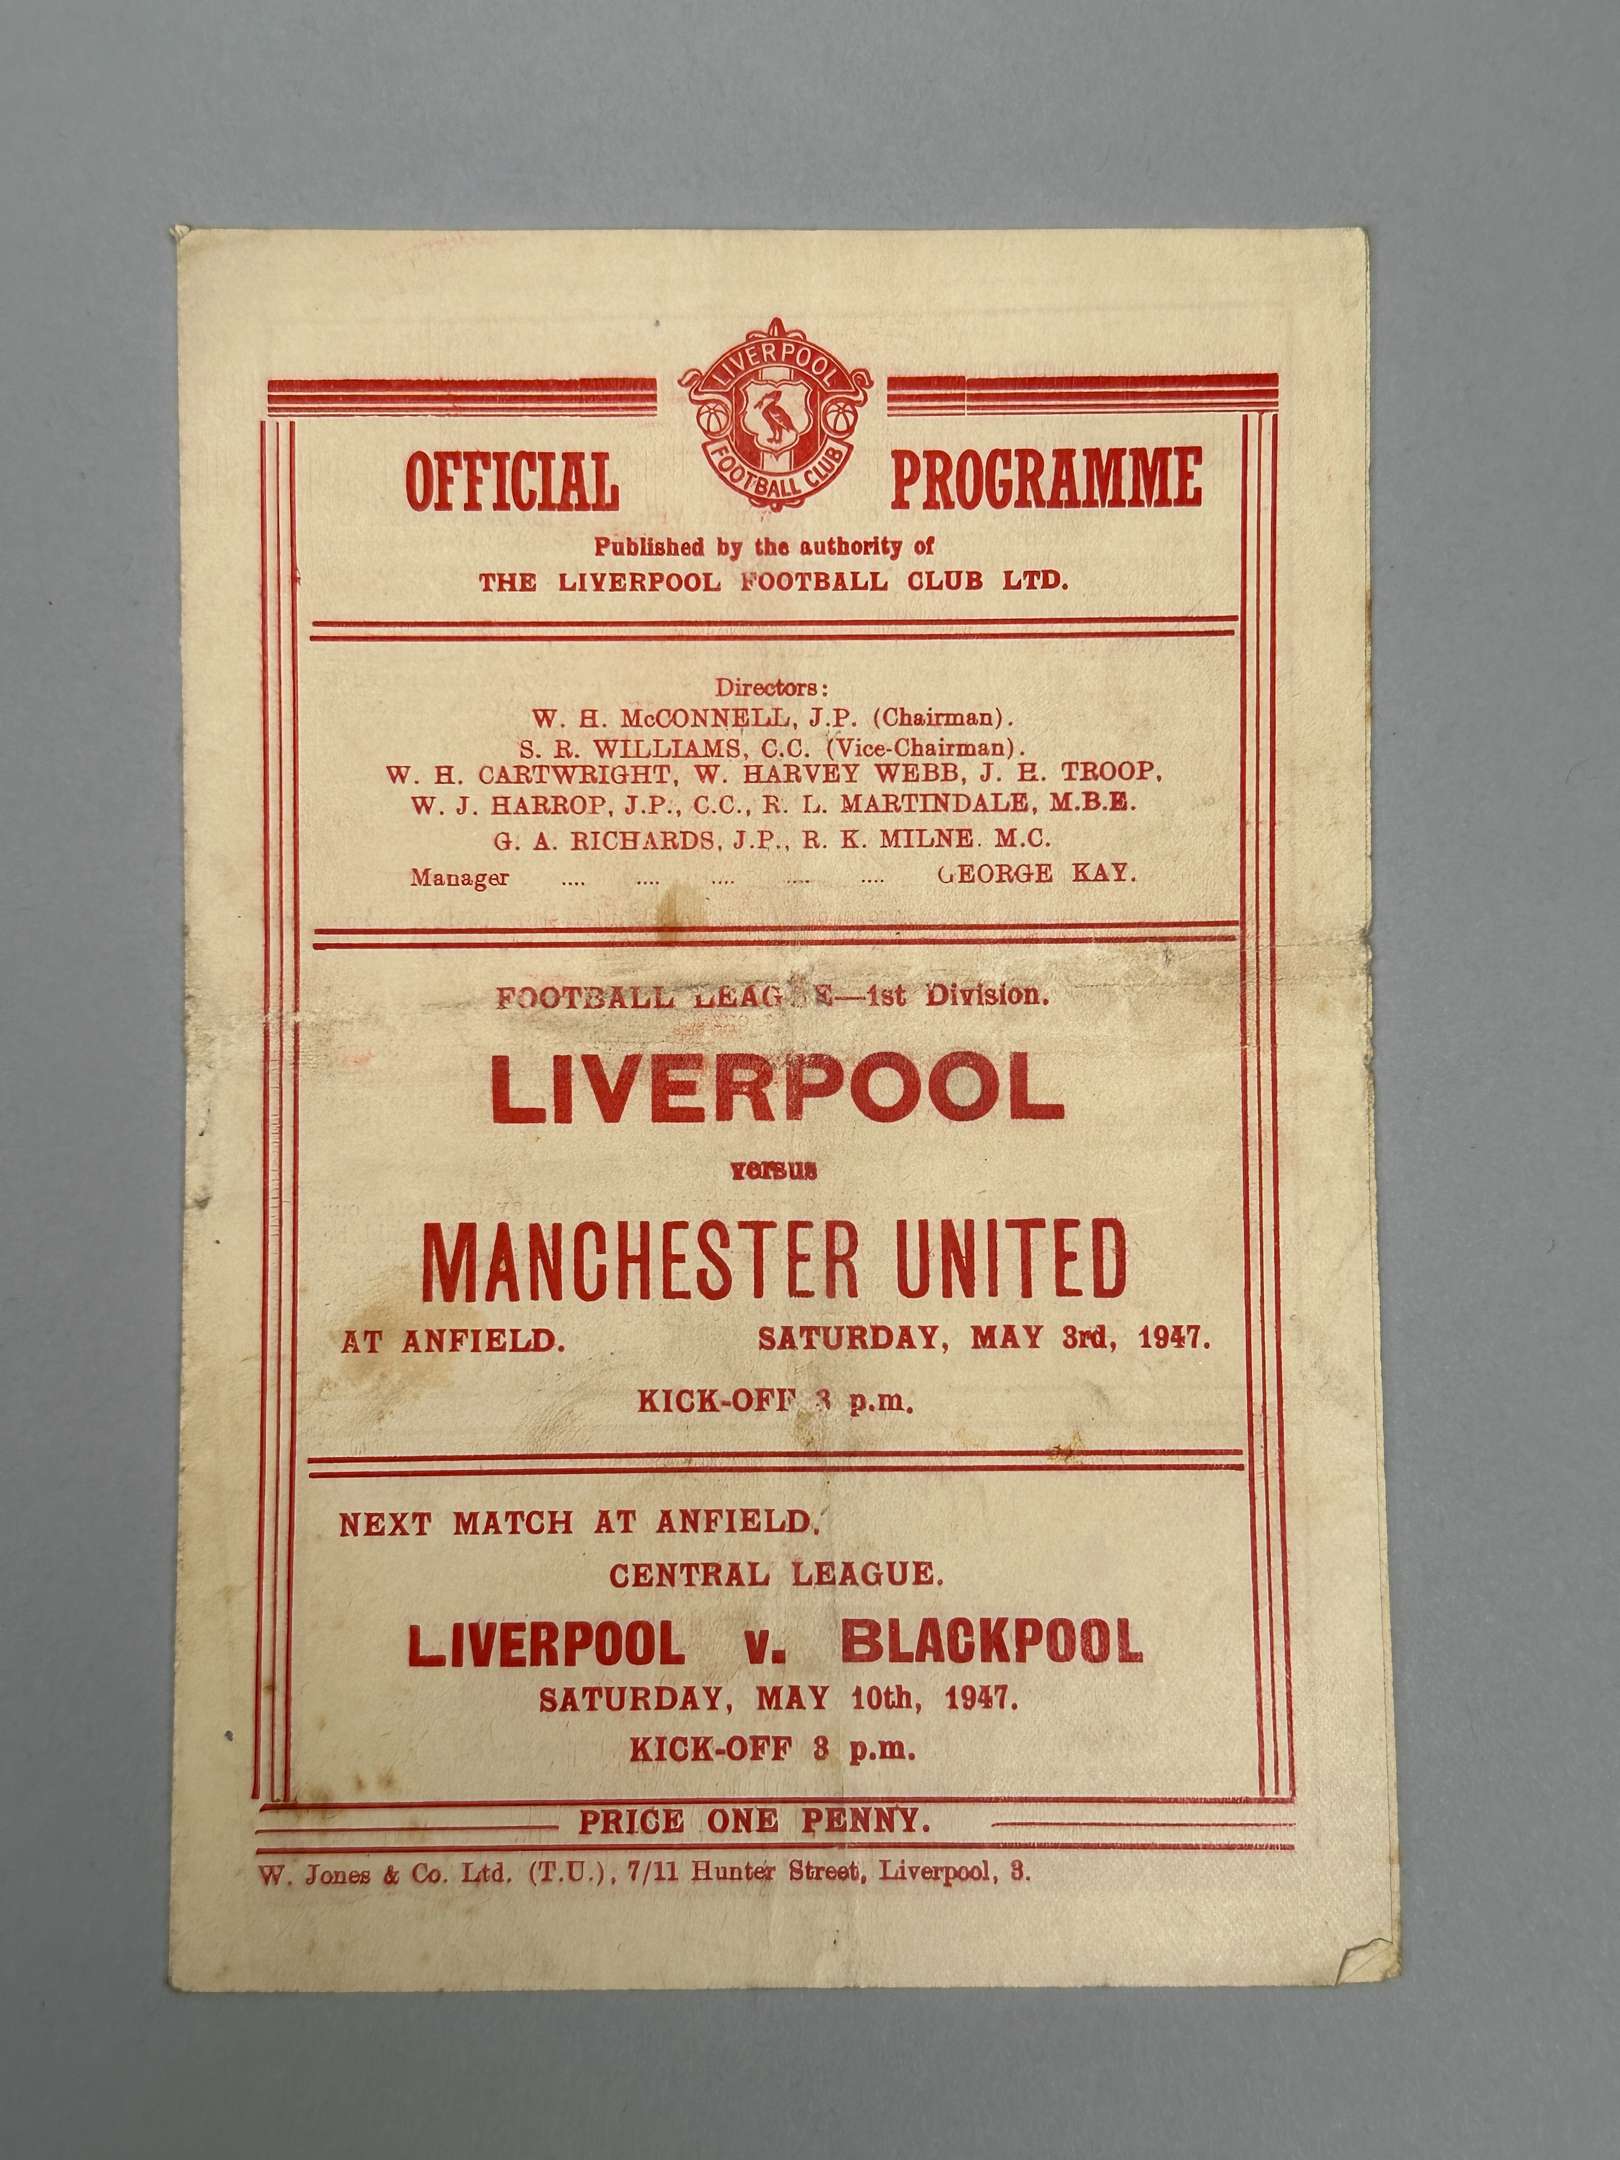 LIVERPOOL
FOOTBALL CLUB
OFFICIAL PROGRAMME
Published by the authority of
THE LIVERPOOL FOOTBALL CLUB LTD.
Directors:
W. H. McCONNELL, J.P. (Chairman).
S. R. WILLIAMS, C.C. (Vice-Chairman).
W. H. CARTWRIGHT, W. HARVEY WEBB, J. H. TROOP,
W. J. HARROP, J.P., C.C., R. L. MARTINDALE, M.B.E.
G. A. RICHARDS, J.P., R. K. MILNE. M.C.
Manager .... .... .... .... .... GEORGE KAY.
FOOTBALL LEAGUE—1st Division.
LIVERPOOL
versus
MANCHESTER UNITED
AT ANFIELD. SATURDAY, MAY 3rd, 1947.
KICK-OFF 3 p.m.
NEXT MATCH AT ANFIELD.
CENTRAL LEAGUE.
LIVERPOOL v. BLACKPOOL
SATURDAY, MAY 10th, 1947.
KICK-OFF 3 p.m.
PRICE ONE PENNY.
W. Jones & Co. Ltd. (T.U.), 7/11 Hunter Street, Liverpool, 3.